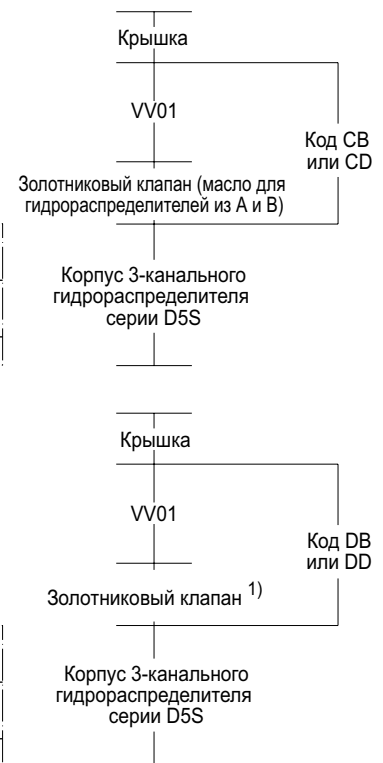 Крышка
VV01
Код CB
или CD
Золотниковый клапан (масло для
гидрораспределителей из A и B)
Корпус 3-канального
гидрораспределителя
серии D5S
Крышка
VV01
Код DB
или DD
Золотниковый клапан 1)
Корпус 3-канального
гидрораспределителя
серии D5S